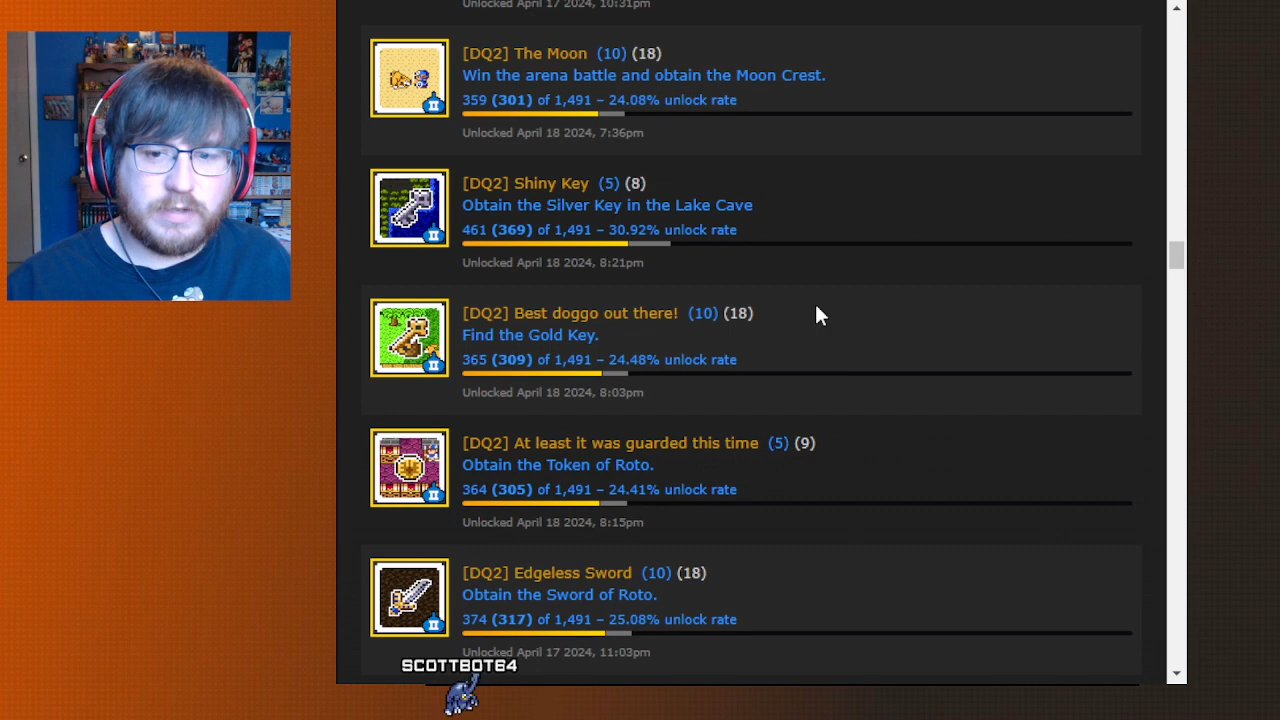 Unlocked April 17 2024, 10:31pm
[DQ2] The Moon (10) (18)
Win the arena battle and obtain the Moon Crest.
359 (301) of 1,491 – 24.08% unlock rate
Unlocked April 18 2024, 7:36pm
[DQ2] Shiny Key (5) (8)
Obtain the Silver Key in the Lake Cave
461 (369) of 1,491 – 30.92% unlock rate
Unlocked April 18 2024, 8:21pm
[DQ2] Best doggo out there! (10) (18)
Find the Gold Key.
365 (309) of 1,491 – 24.48% unlock rate
Unlocked April 18 2024, 8:03pm
[DQ2] At least it was guarded this time (5) (9)
Obtain the Token of Roto.
364 (305) of 1,491 – 24.41% unlock rate
Unlocked April 18 2024, 8:15pm
[DQ2] Edgeless Sword (10) (18)
Obtain the Sword of Roto.
374 (317) of 1,491 – 25.08% unlock rate
Unlocked April 17 2024, 11:03pm
SCOTTBOT64